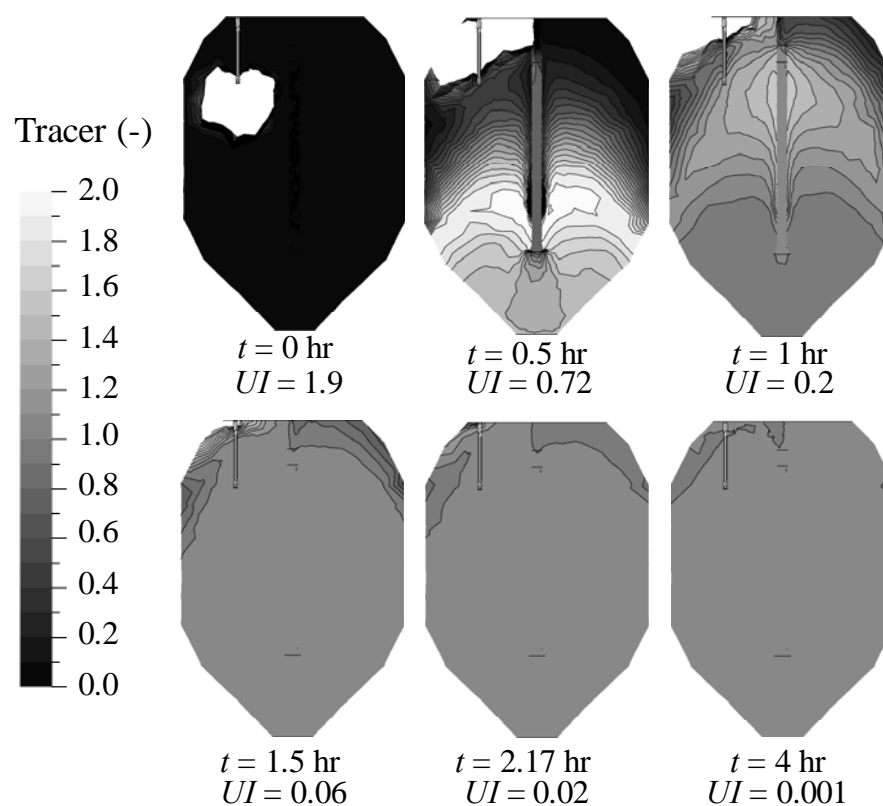 Tracer (-)
2.0
1.8
1.6
1.4
1.2
1.0
0.8
0.6
0.4
0.2
0.0
t = 0 hr
UI = 1.9
t = 0.5 hr
UI = 0.72
t = 1 hr
UI = 0.2
t = 1.5 hr
UI = 0.06
t = 2.17 hr
UI = 0.02
t = 4 hr
UI = 0.001